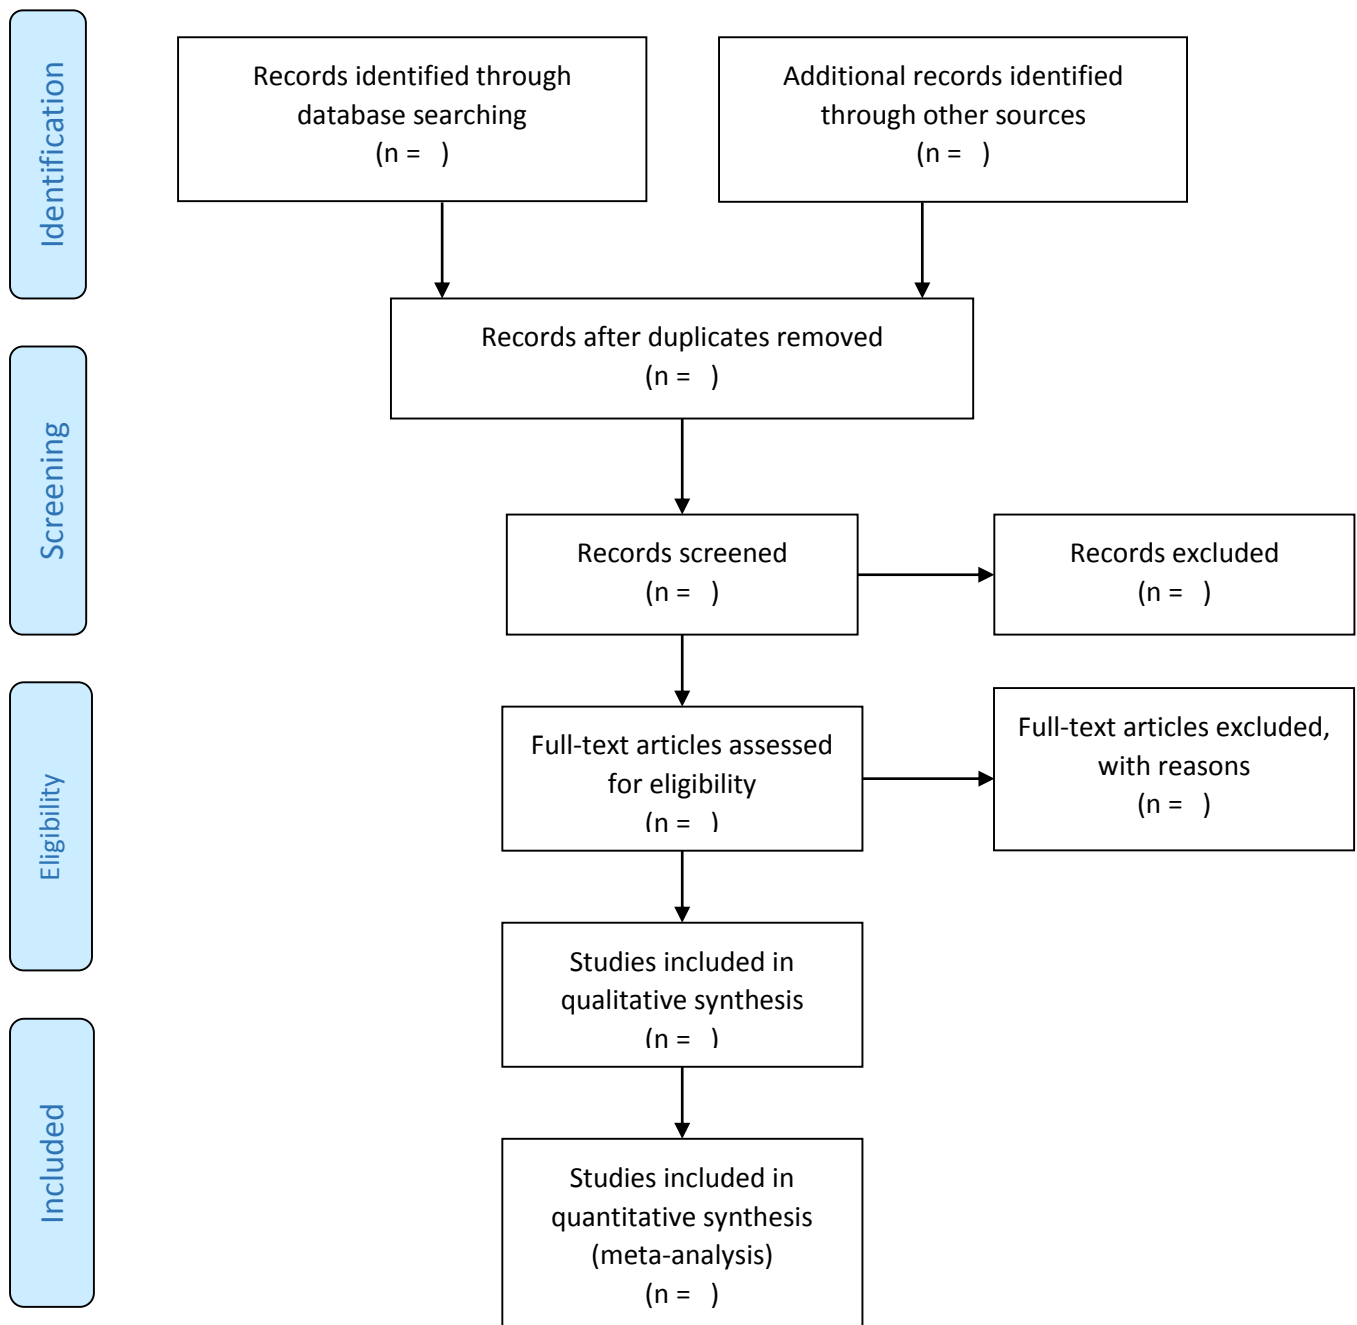 Identification
Records identified through
database searching
(n =   )
Additional records identified
through other sources
(n =   )
Records after duplicates removed
(n =   )
Screening
Records screened
(n =   )
Records excluded
(n =   )
Eligibility
Full-text articles assessed
for eligibility
(n =   )
Full-text articles excluded,
with reasons
(n =   )
Studies included in
qualitative synthesis
(n =   )
Included
Studies included in
quantitative synthesis
(meta-analysis)
(n =   )